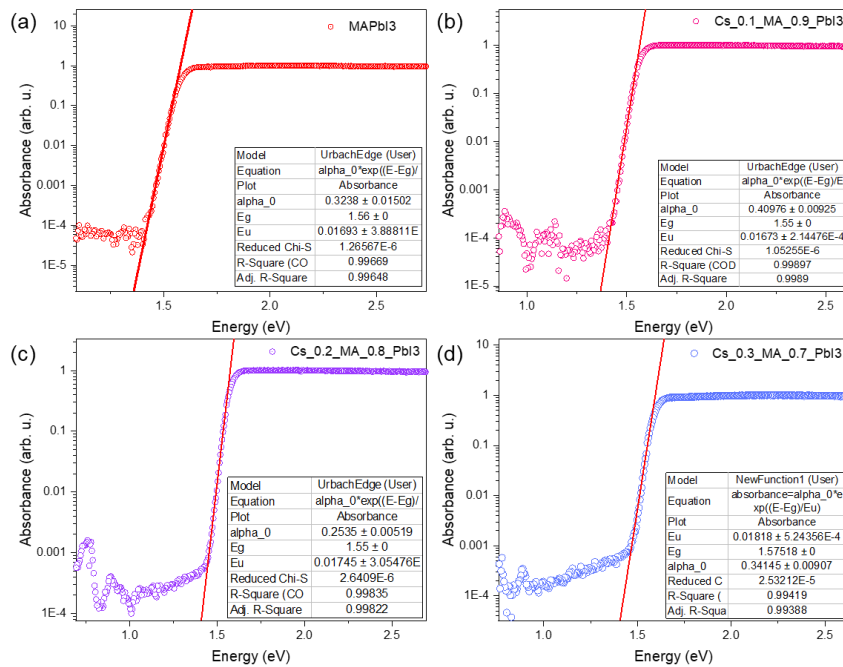 (a)
MAPbI3
Absorbance (arb. u.)
10
1
0.1
0.01
0.001
1E-4
1E-5
1.5
2.0
2.5
Energy (eV)
Model UrbachEdge (User)
Equation alpha_0*exp((E-Eg)/
Plot Absorbance
alpha_0 0.3238 ± 0.01502
Eg 1.56 ± 0
Eu 0.01693 ± 3.88811E
Reduced Chi-S 1.26567E-6
R-Square (CO 0.99669
Adj. R-Square 0.99648
(b)
Cs_0.1_MA_0.9_PbI3
Absorbance (arb. u.)
1
0.1
0.01
0.001
1E-4
1E-5
1.0
1.5
2.0
2.5
Energy (eV)
Model UrbachEdge (User)
Equation alpha_0*exp((E-Eg)/E
Plot Absorbance
alpha_0 0.40976 ± 0.00925
Eg 1.55 ± 0
Eu 0.01673 ± 2.14476E-4
Reduced Chi-S 1.05255E-6
R-Square (COD 0.99897
Adj. R-Square 0.9989
(c)
Cs_0.2_MA_0.8_PbI3
Absorbance (arb. u.)
1
0.1
0.01
0.001
1E-4
1.0
1.5
2.0
2.5
Energy (eV)
Model UrbachEdge (User)
Equation alpha_0*exp((E-Eg)/
Plot Absorbance
alpha_0 0.2535 ± 0.00519
Eg 1.55 ± 0
Eu 0.01745 ± 3.05476E
Reduced Chi-S 2.6409E-6
R-Square (CO 0.99835
Adj. R-Square 0.99822
(d)
Cs_0.3_MA_0.7_PbI3
Absorbance (arb. u.)
10
1
0.1
0.01
0.001
1E-4
1.0
1.5
2.0
2.5
Energy (eV)
Model NewFunction1 (User)
Equation absorbance=alpha_0*e
xp((E-Eg)/Eu)
Plot Absorbance
Eu 0.01818 ± 5.24356E-4
Eg 1.57518 ± 0
alpha_0 0.34145 ± 0.00907
Reduced C 2.53212E-5
R-Square ( 0.99419
Adj. R-Squa 0.99388